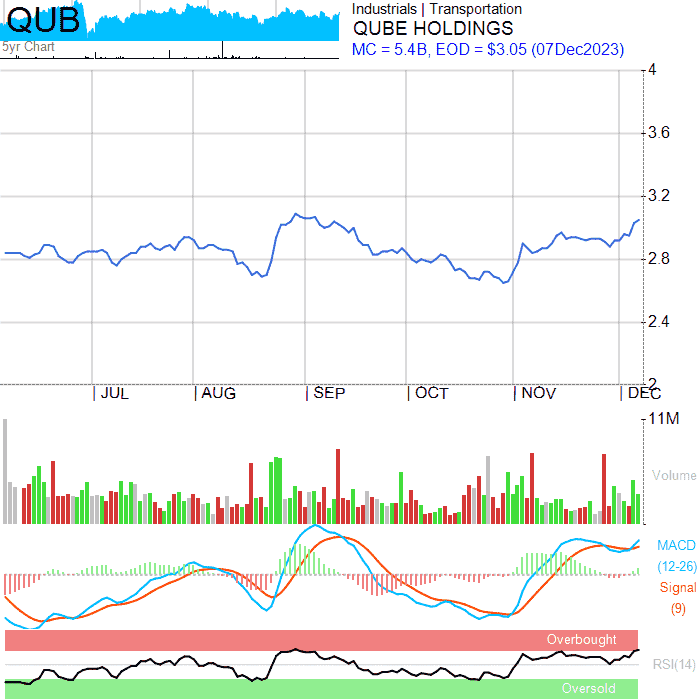 QUB
5yr Chart
Industrials | Transportation
QUBE HOLDINGS
MC = 5.4B, EOD = $3.05 (07Dec2023)
4
3.6
3.2
2.8
2.4
2
JUL AUG SEP OCT NOV DEC
11M
Volume
MACD
(12-26)
Signal
(9)
Overbought
RSI(14)
Oversold